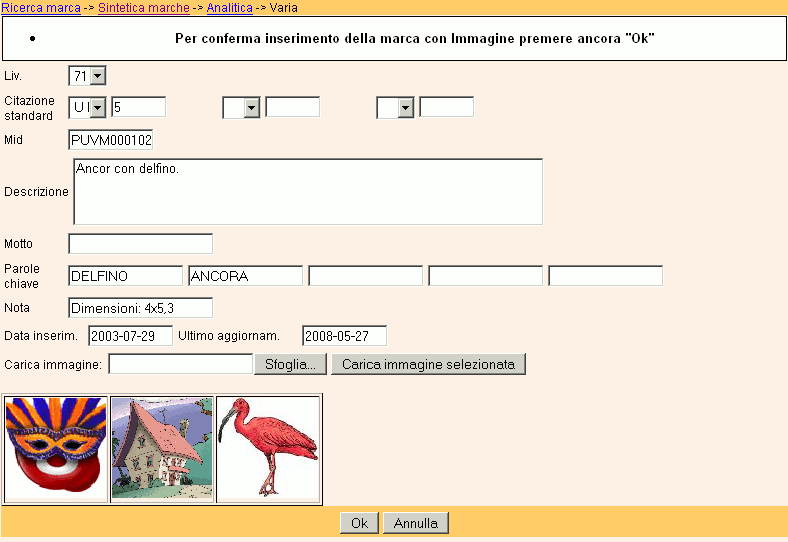 Ricerca marca -> Sintetica marche -> Analitica -> Varia
• Per conferma inserimento della marca con Immagine premere ancora "Ok"
Liv. 71
Citazione standard U I 5
Mid PUVM000102
Descrizione Ancor con delfino.
Motto
Parole chiave DELFINO ANCORA
Nota Dimensioni: 4x5,3
Data inserim. 2003-07-29 Ultimo aggiornam. 2008-05-27
Carica immagine: Sfoglia... Carica immagine selezionata
Ok Annulla